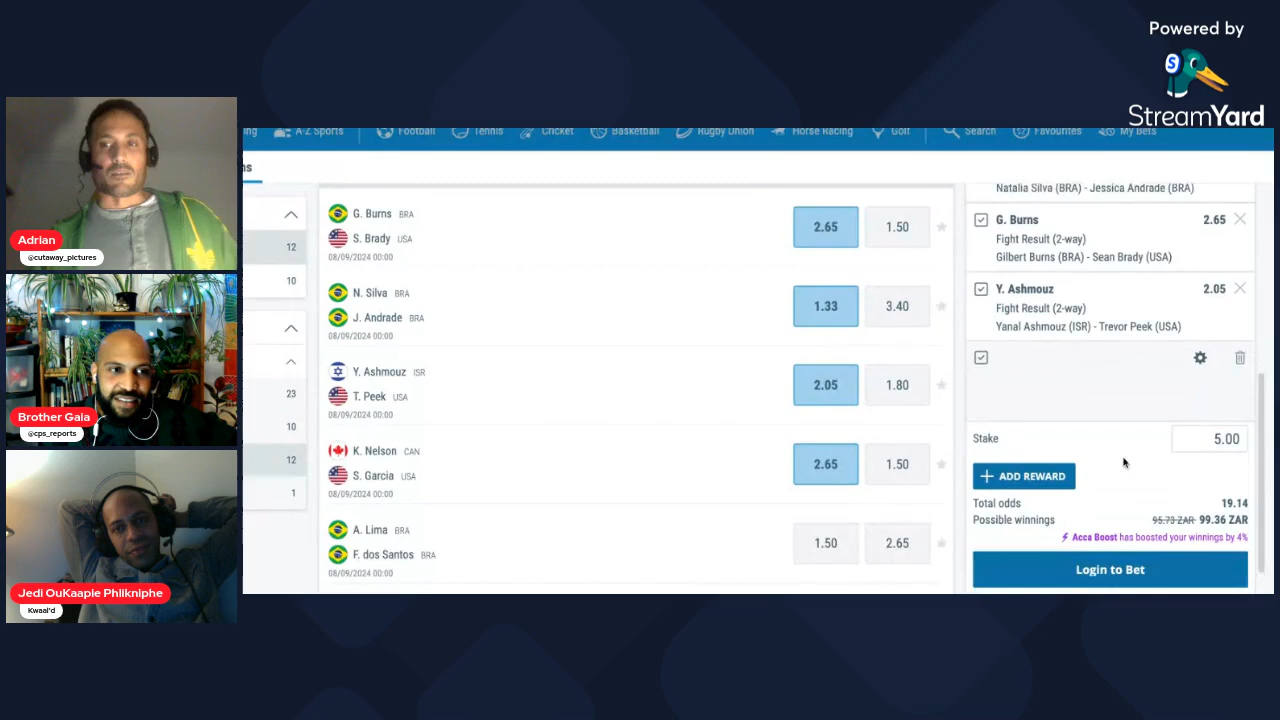 Powered by
StreamYard
A-Z Sports
Football
Tennis
Cricket
Basketball
Rugby Union
Horse Racing
Golf
Search
Favourites
My Bets
Adrian
@cutaway_pictures
Brother Gaia
@cps_reports
Jedi OuKaapie Phlikniphe
Kwaai'd
12
10
23
10
12
1
G. Burns BRA
S. Brady USA
08/09/2024 00:00
2.65 1.50
N. Silva BRA
J. Andrade BRA
08/09/2024 00:00
1.33 3.40
Y. Ashmouz ISR
T. Peek USA
08/09/2024 00:00
2.05 1.80
K. Nelson CAN
S. Garcia USA
08/09/2024 00:00
2.65 1.50
A. Lima BRA
F. dos Santos BRA
08/09/2024 00:00
1.50 2.65
Natalia Silva (BRA) - Jessica Andrade (BRA)
G. Burns 2.65
Fight Result (2-way)
Gilbert Burns (BRA) - Sean Brady (USA)
Y. Ashmouz 2.05
Fight Result (2-way)
Yanal Ashmouz (ISR) - Trevor Peek (USA)
Stake 5.00
ADD REWARD
Total odds 19.14
Possible winnings 95.73 ZAR 99.36 ZAR
Acca Boost has boosted your winnings by 4%
Login to Bet